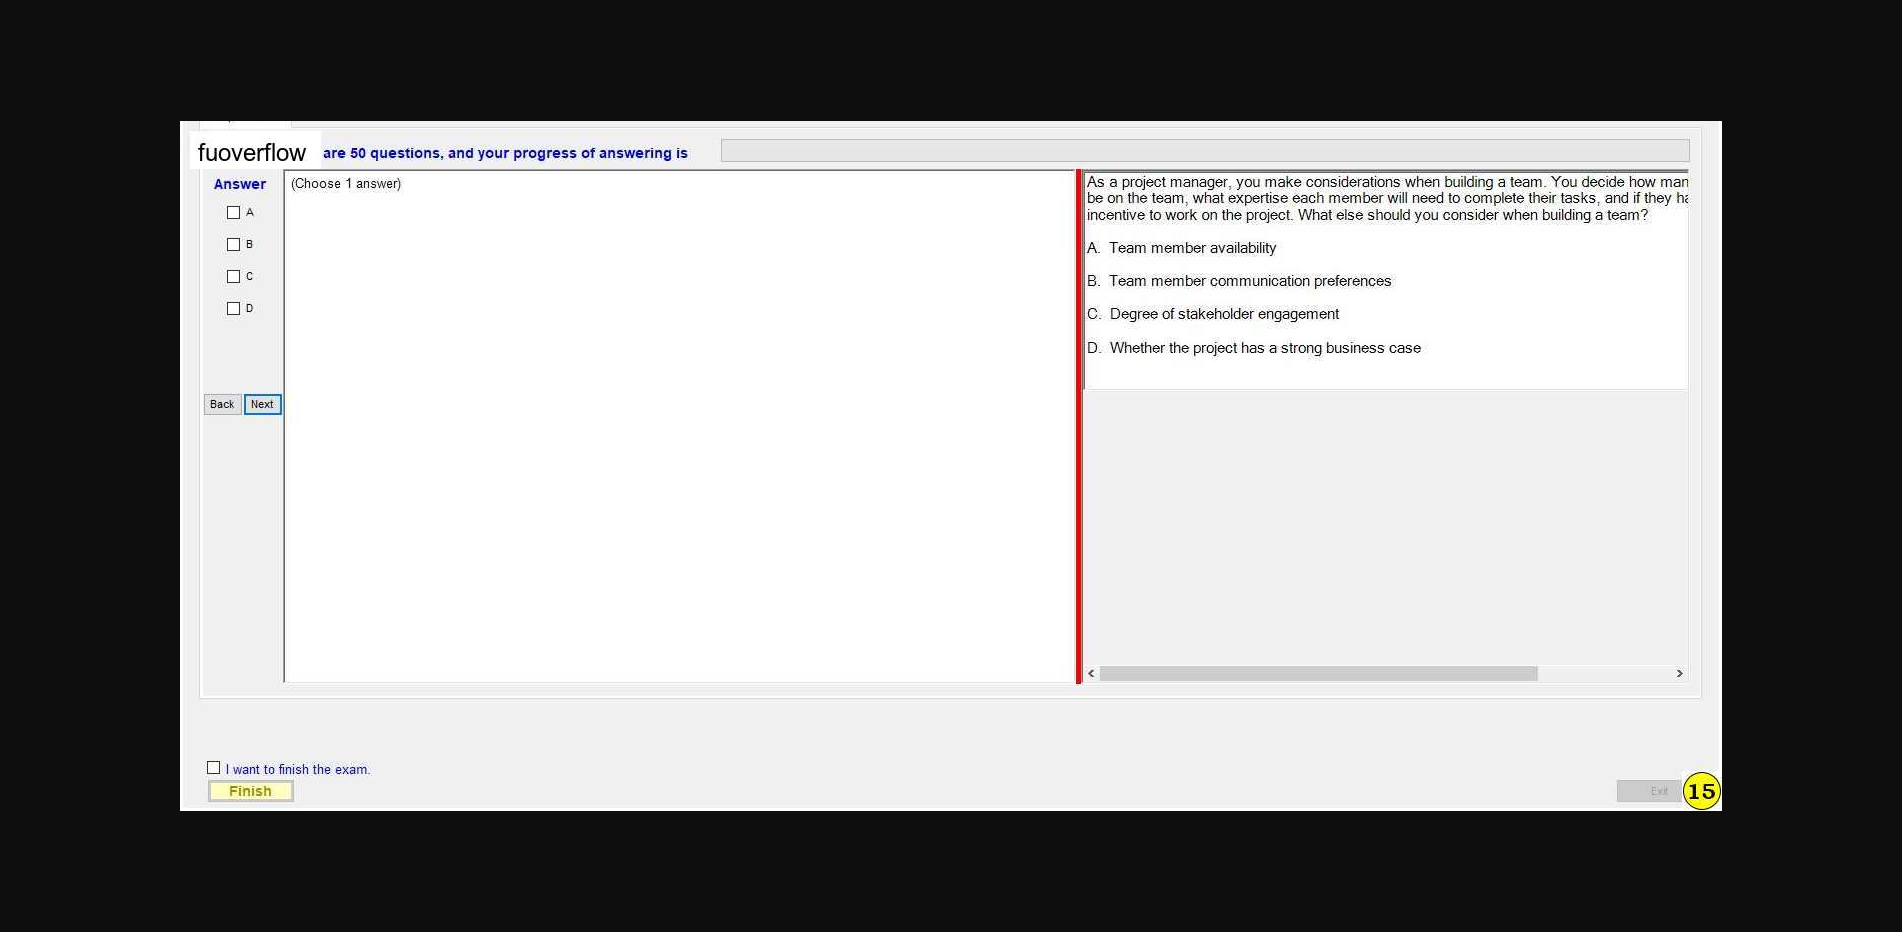 fuoverflow are 50 questions, and your progress of answering is
Answer
(Choose 1 answer)
A
B
C
D
Back Next
As a project manager, you make considerations when building a team. You decide how
be on the team, what expertise each member will need to complete their tasks, and if they
incentive to work on the project. What else should you consider when building a team?
A. Team member availability
B. Team member communication preferences
C. Degree of stakeholder engagement
D. Whether the project has a strong business case
I want to finish the exam.
Finish
Exit
15